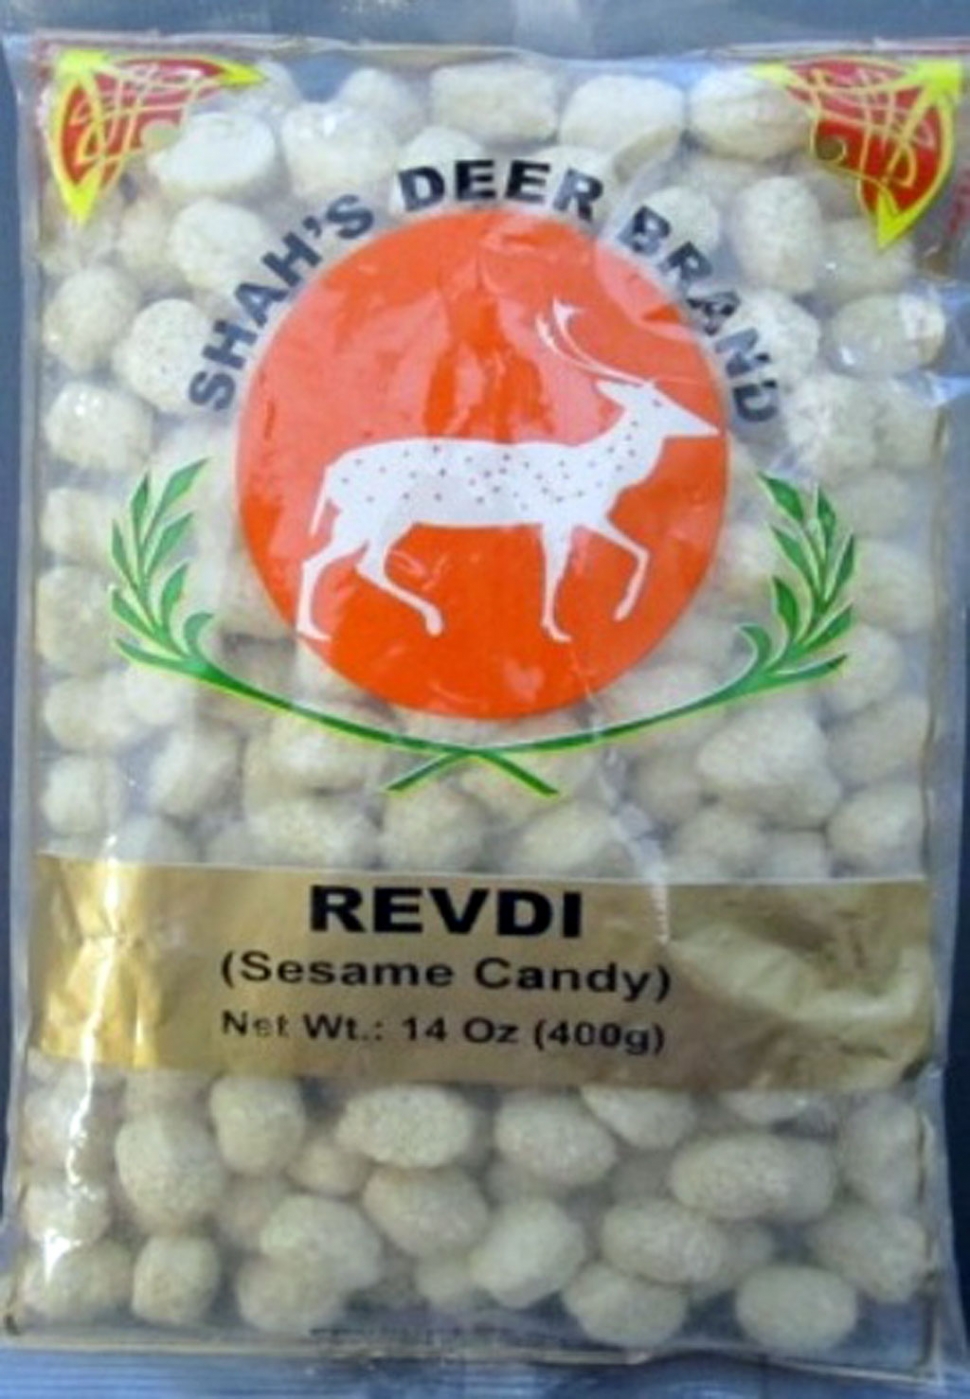 SHAH'S DEER BRAND
REVDI
(Sesame Candy)
Net Wt.: 14 Oz (400g)